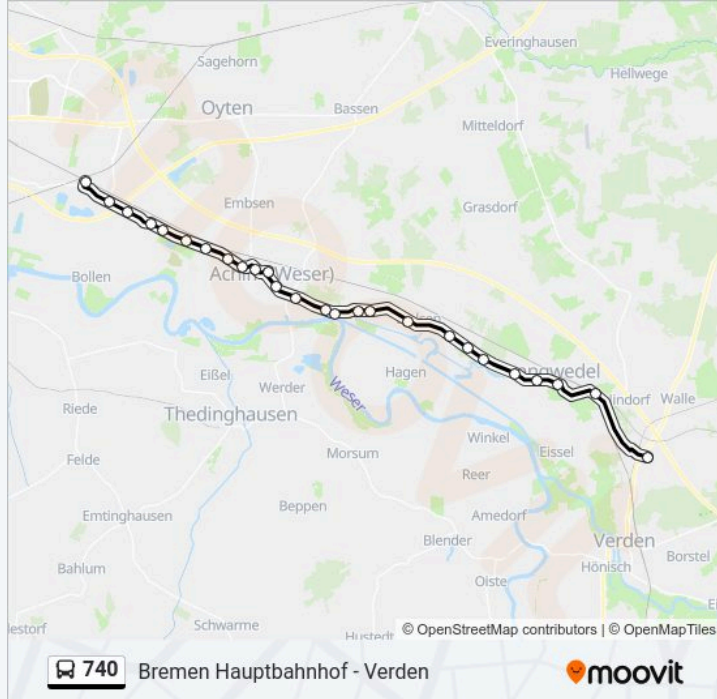 Everinghausen
Sagehorn
Hellwege
Oyten
Bassen
Mitteldorf
Embsen
Grasdorf
Achim (Weser)
Bollen
Eißel
Hagen
Werder
Weser
Riede
Thedinghausen
Walle
Morsum
Winkel
Eissel
Felde
Reer
Beppen
Amedorf
Emtinghausen
Blender
Verden
Borstel
Bahlum
Oiste
Hönisch
Schwarme
© OpenStreetMap contributors | © OpenMapTiles
740 Bremen Hauptbahnhof - Verden
moovit